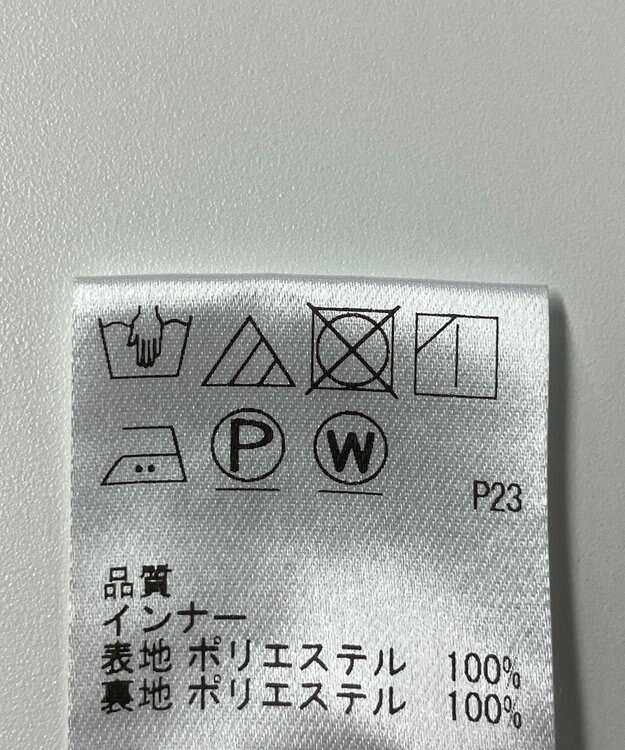 P W
P23
品質
インナー
表地 ポリエステル 100%
裏地 ポリエステル 100%